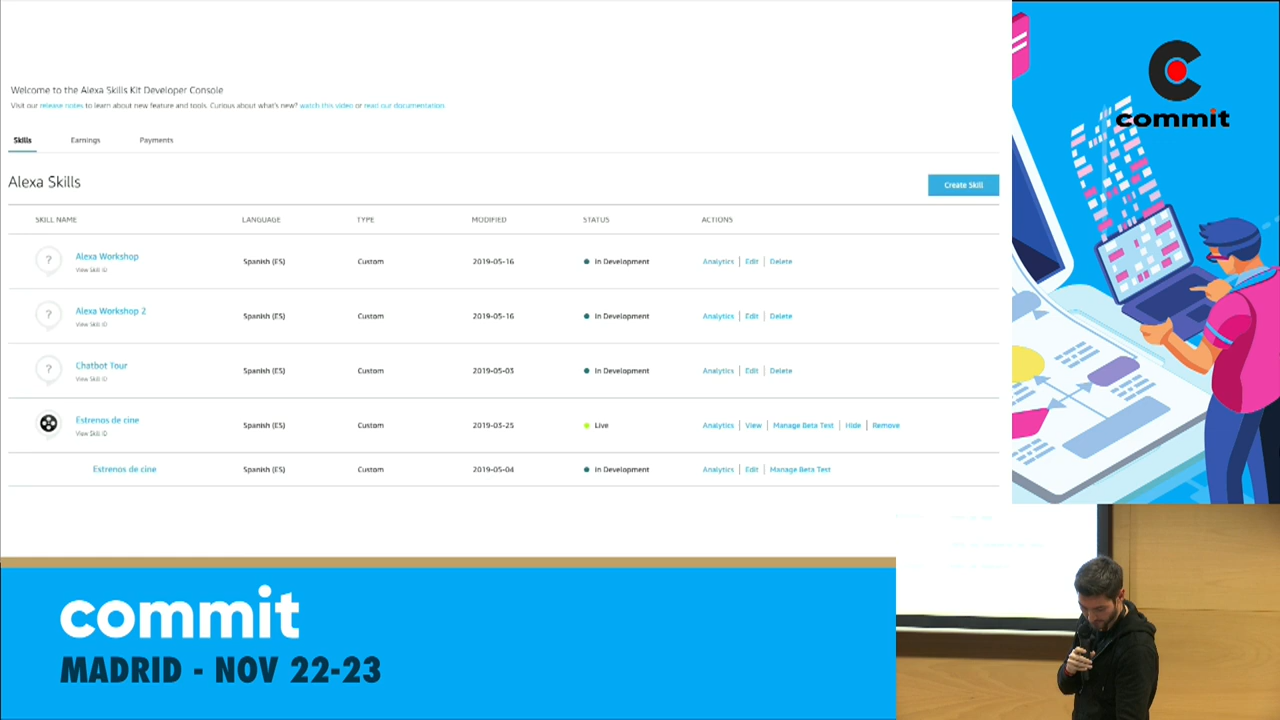 Welcome to the Alexa Skills Kit Developer Console
Visit our release notes to learn about new feature and tools. Curious about what's new? watch this video or read our documentation.
Skills Earnings Payments
Alexa Skills
Create Skill
SKILL NAME LANGUAGE TYPE MODIFIED STATUS ACTIONS
Alexa Workshop
View Skill ID
Spanish (ES) Custom 2019-05-16 In Development Analytics | Edit | Delete
Alexa Workshop 2
View Skill ID
Spanish (ES) Custom 2019-05-16 In Development Analytics | Edit | Delete
Chatbot Tour
View Skill ID
Spanish (ES) Custom 2019-05-03 In Development Analytics | Edit | Delete
Estrenos de cine
View Skill ID
Spanish (ES) Custom 2019-03-25 Live Analytics | View | Manage Beta Test | Hide | Remove
Estrenos de cine Spanish (ES) Custom 2019-05-04 In Development Analytics | Edit | Manage Beta Test
commit
commit
MADRID - NOV 22-23